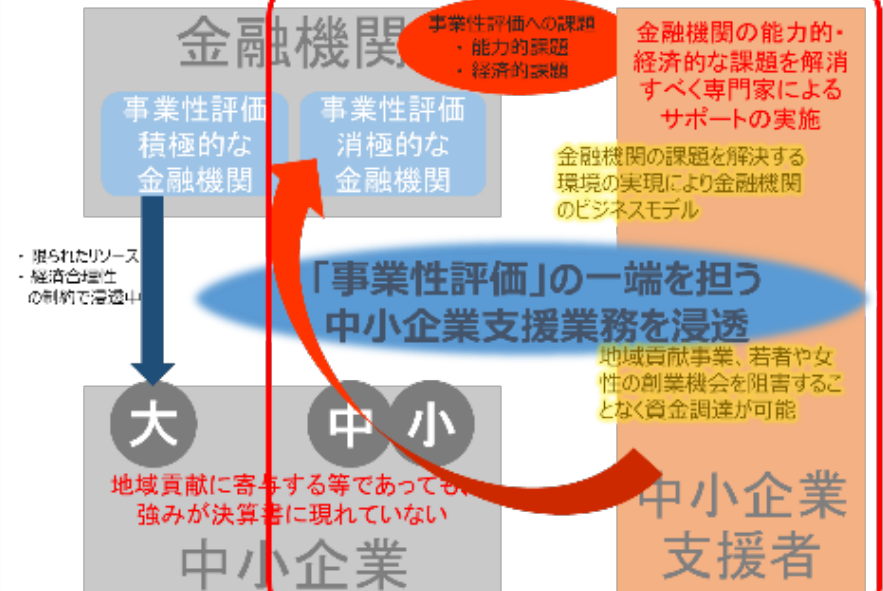 金融機関
事業性評価への課題
・ 能力的課題
・ 経済的課題
金融機関の能力的・
経済的な課題を解消
すべく専門家による
サポートの実施
事業性評価
積極的な
金融機関
事業性評価
消極的な
金融機関
金融機関の課題を解決する
環境の実現により金融機関
のビジネスモデル
・ 限られたリソース
・ 経済合理性
の制約で浸透中
「事業性評価」の一端を担う
中小企業支援業務を浸透
地域貢献事業、若者や女
性の創業機会を阻害するこ
となく資金調達が可能
大
中
小
地域貢献に寄与する等であっても、
強みが決算書に現れていない
中小企業
中小企業
支援者